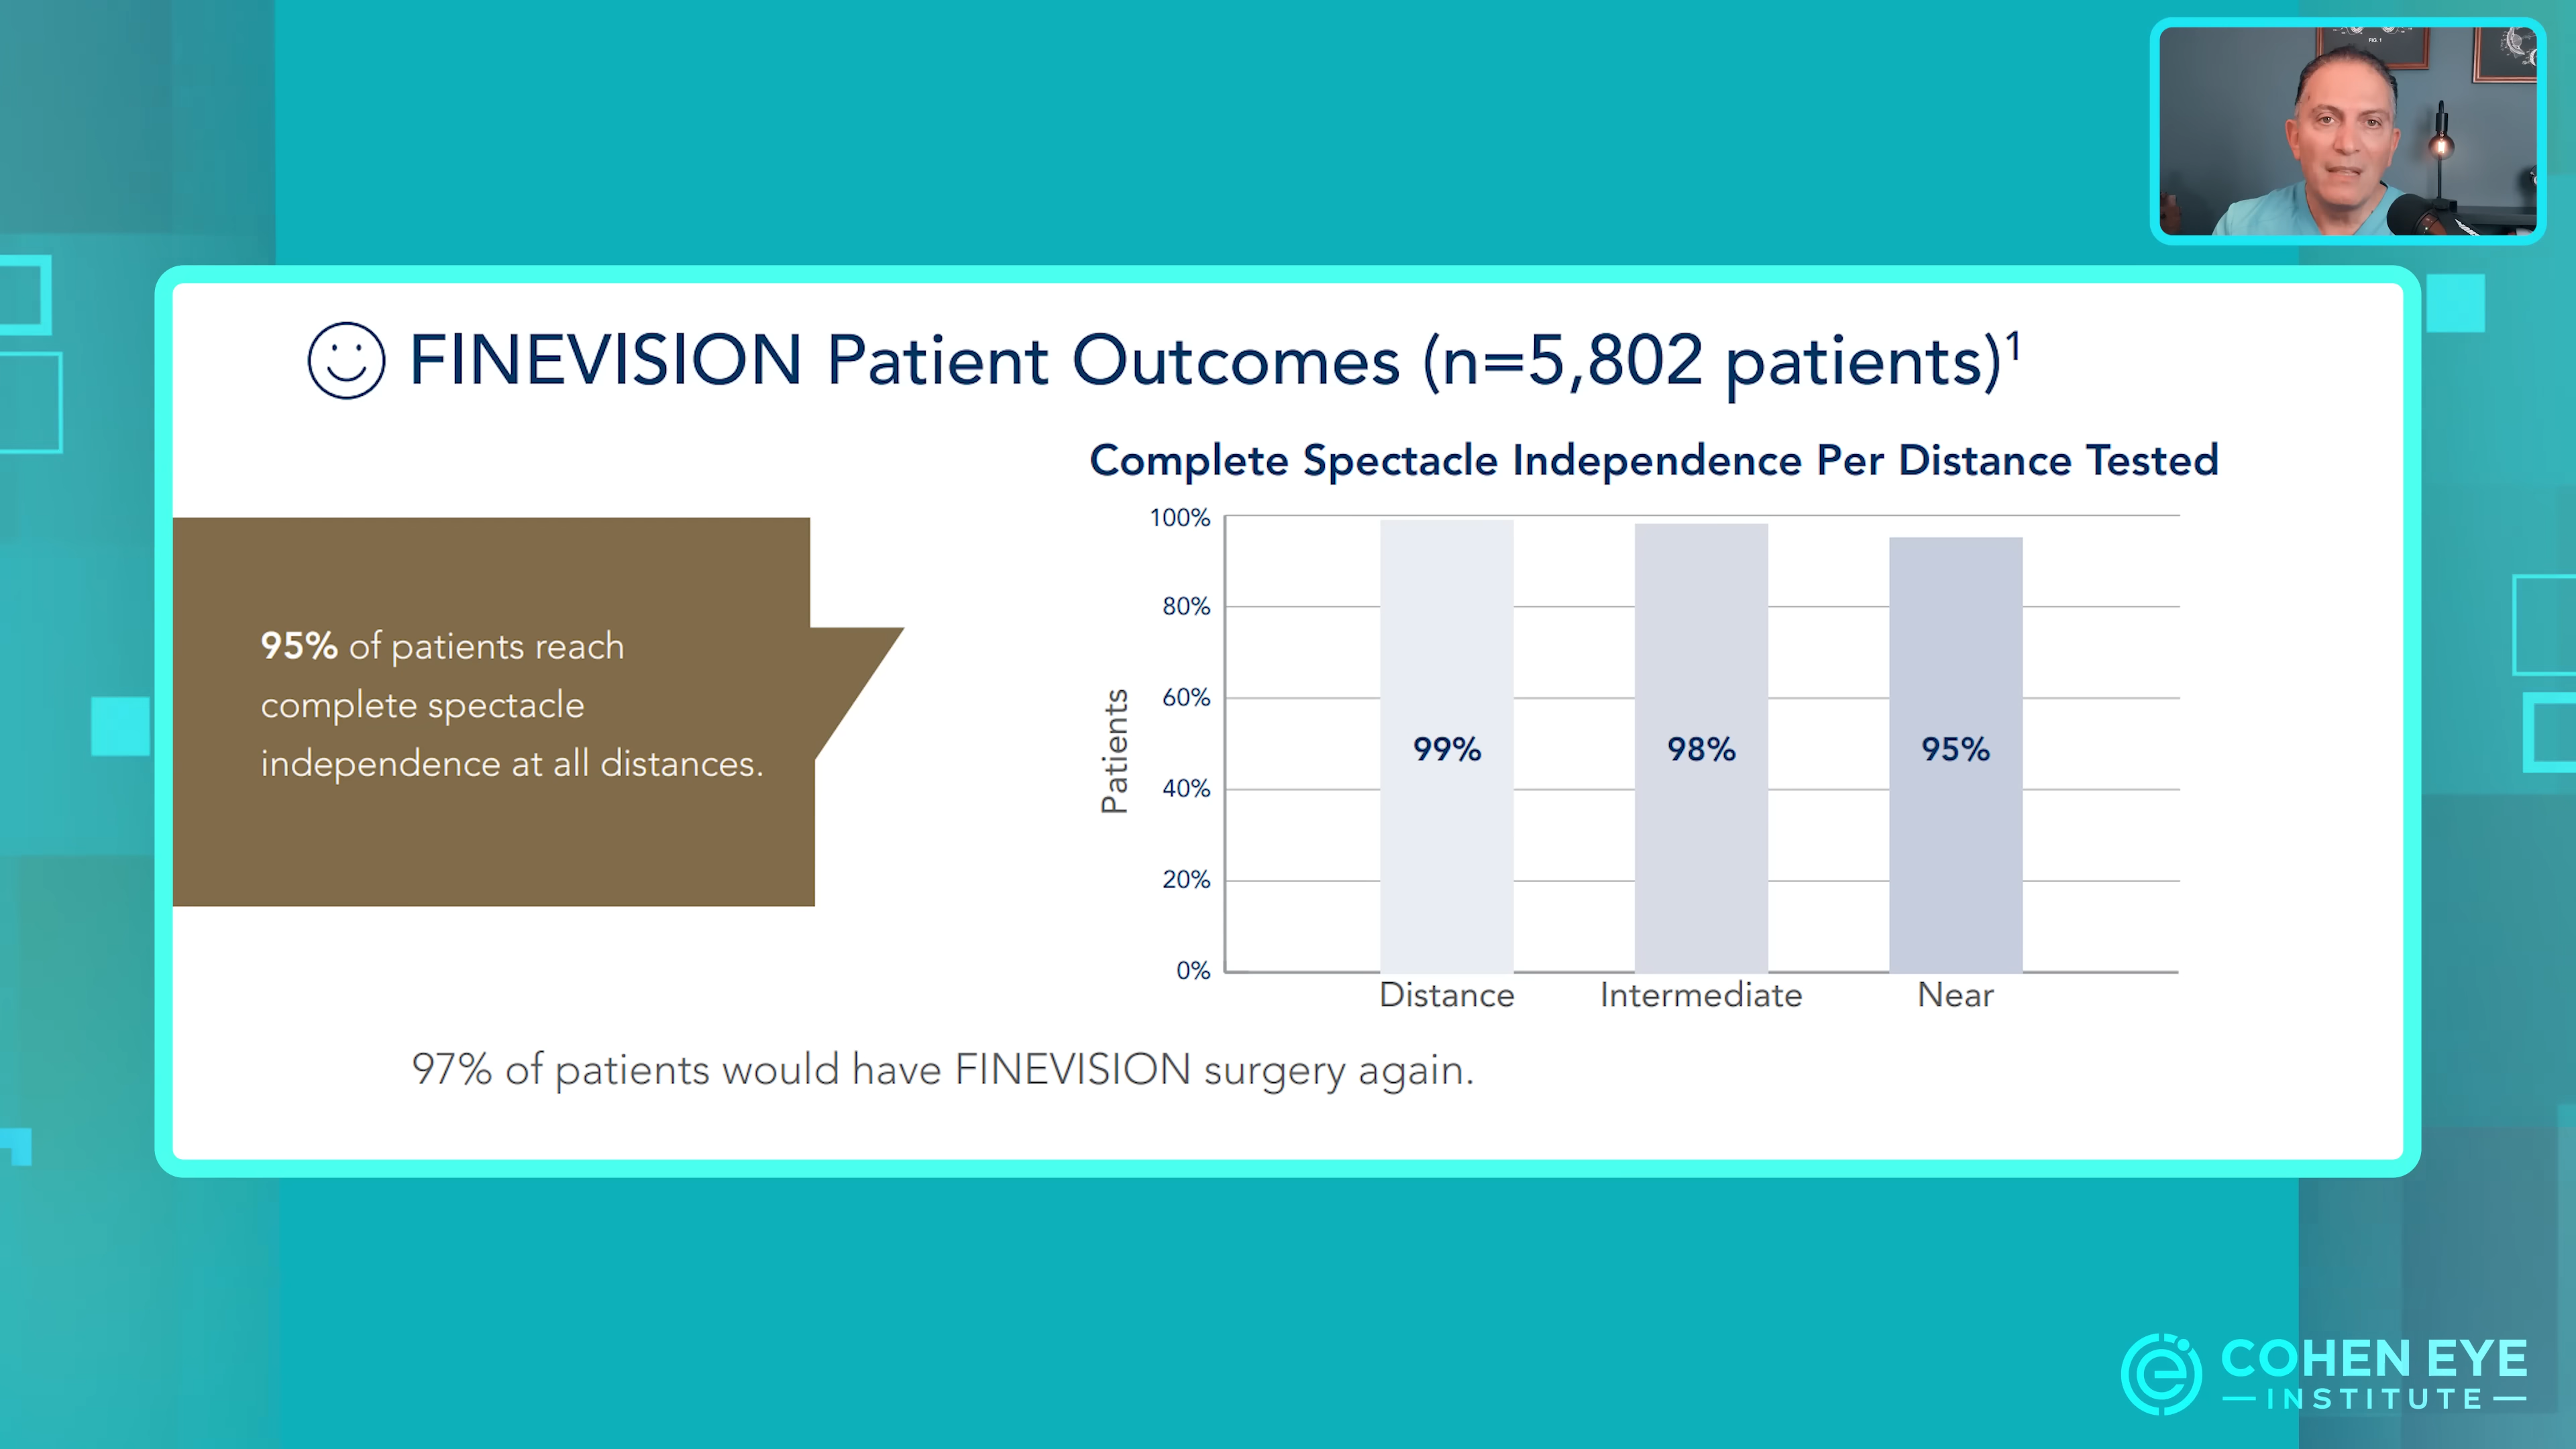 FIG. 1
FINEVISION Patient Outcomes (n=5,802 patients)¹
95% of patients reach
complete spectacle
independence at all distances.
Complete Spectacle Independence Per Distance Tested
Patients
100%
80%
60%
40%
20%
0%
99%
98%
95%
Distance
Intermediate
Near
97% of patients would have FINEVISION surgery again.
COHEN EYE
INSTITUTE